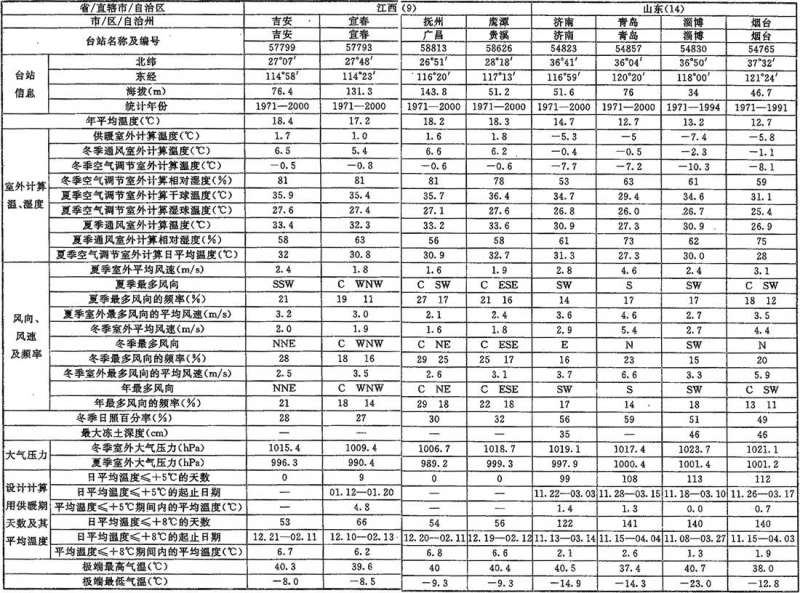 省/直辖市/自治区 江西(9) 山东(14)
市/区/自治州 吉安 宜春 抚州 鹰潭 济南 青岛 淄博 烟台
台站名称及编号 吉安 宜春 广昌 贵溪 济南 青岛 淄博 烟台
57799 57793 58813 58626 54823 54857 54830 54765
台站信息 北纬 27°07′ 27°48′ 26°51′ 28°18′ 36°41′ 36°04′ 36°50′ 37°32′
东经 114°58′ 114°23′ 116°20′ 117°13′ 116°59′ 120°20′ 118°00′ 121°24′
海拔(m) 76.4 131.3 143.8 51.2 51.6 76 34 46.7
统计年份 1971—2000 1971—2000 1971—2000 1971—2000 1971—2000 1971—2000 1971—1994 1971—1991
年平均温度(℃) 18.4 17.2 18.2 18.3 14.7 12.7 13.2 12.7
室外计算温、湿度 供暖室外计算温度(℃) 1.7 1.0 1.6 1.8 −5.3 −5 −7.4 −5.8
冬季通风室外计算温度(℃) 6.5 5.4 6.6 6.2 −0.4 −0.5 −2.3 −1.1
冬季空气调节室外计算温度(℃) −0.5 −0.8 −0.6 −0.6 −7.7 −7.2 −10.3 −8.1
冬季空气调节室外计算相对湿度(%) 81 81 81 78 53 63 61 59
夏季空气调节室外计算干球温度(℃) 35.9 35.4 35.7 36.4 34.7 29.4 34.6 31.1
夏季空气调节室外计算湿球温度(℃) 27.6 27.4 27.1 27.6 26.8 26.0 26.7 25.4
夏季通风室外计算温度(℃) 33.4 32.3 33.2 33.6 30.9 27.3 30.9 26.9
夏季通风室外计算相对湿度(%) 58 63 56 58 61 73 62 75
夏季空气调节室外计算日平均温度(℃) 32 30.8 30.9 32.7 31.3 27.3 30.0 28
风向、风速及频率 夏季室外平均风速(m/s) 2.4 1.8 1.6 1.9 2.8 4.6 2.4 3.1
夏季最多风向 SSW C WNW C SW C ESE SW S SW C SW
夏季最多风向的频率(%) 21 19 11 27 17 21 16 14 17 17 18 12
夏季室外最多风向的平均风速(m/s) 3.2 3.0 2.1 2.4 3.6 4.6 2.7 3.5
冬季室外平均风速(m/s) 2.0 1.9 1.6 1.8 2.9 5.4 2.7 4.4
冬季最多风向 NNE C WNW C NE C ESE E N SW N
冬季最多风向的频率(%) 28 18 16 29 25 25 17 16 23 15 20
冬季室外最多风向的平均风速(m/s) 2.5 3.5 2.6 3.1 3.7 6.6 3.3 5.9
年最多风向 NNE C WNW C NE C ESE SW S SW C SW
年最多风向的频率(%) 21 18 14 29 18 22 18 17 14 18 13 11
冬季日照百分率(%) 28 27 30 32 56 59 51 49
最大冻土深度(cm) — — — — 35 — 46 46
大气压力 冬季室外大气压力(hPa) 1015.4 1009.4 1006.7 1018.7 1019.1 1017.4 1023.7 1021.1
夏季室外大气压力(hPa) 996.3 990.4 989.2 999.3 997.9 1000.4 1001.4 1001.2
设计计算用供暖期天数及其平均温度 日平均温度≤+5℃的天数 0 9 0 0 99 108 113 112
日平均温度≤+5℃的起止日期 — 01.12—01.20 — — 11.22—03.03 11.28—03.15 11.18—03.10 11.26—03.17
平均温度≤+5℃期间内的平均温度(℃) — 4.8 — — 1.4 1.3 0.0 0.7
日平均温度≤+8℃的天数 53 66 54 56 122 141 140 140
日平均温度≤+8℃的起止日期 12.21—02.11 12.10—02.13 12.20—02.11 12.19—02.12 11.13—03.14 11.15—04.04 11.08—03.27 11.15—04.03
平均温度≤+8℃期间内的平均温度(℃) 6.7 6.2 6.8 6.6 2.1 2.6 1.3 1.9
极端最高气温(℃) 40.3 39.6 40 40.4 40.5 37.4 40.7 38.0
极端最低气温(℃) −8.0 −8.5 −9.3 −9.3 −14.9 −14.3 −23.0 −12.8